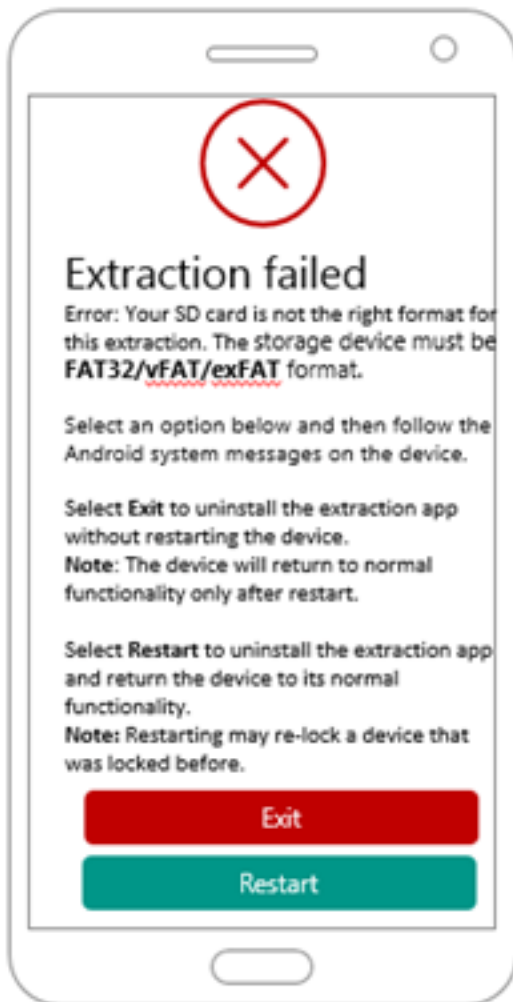 Extraction failed
Error: Your SD card is not the right format for
this extraction. The storage device must be
FAT32/vFAT/exFAT format.
Select an option below and then follow the
Android system messages on the device.
Select Exit to uninstall the extraction app
without restarting the device.
Note: The device will return to normal
functionality only after restart.
Select Restart to uninstall the extraction app
and return the device to its normal
functionality.
Note: Restarting may re-lock a device that
was locked before.
Exit
Restart